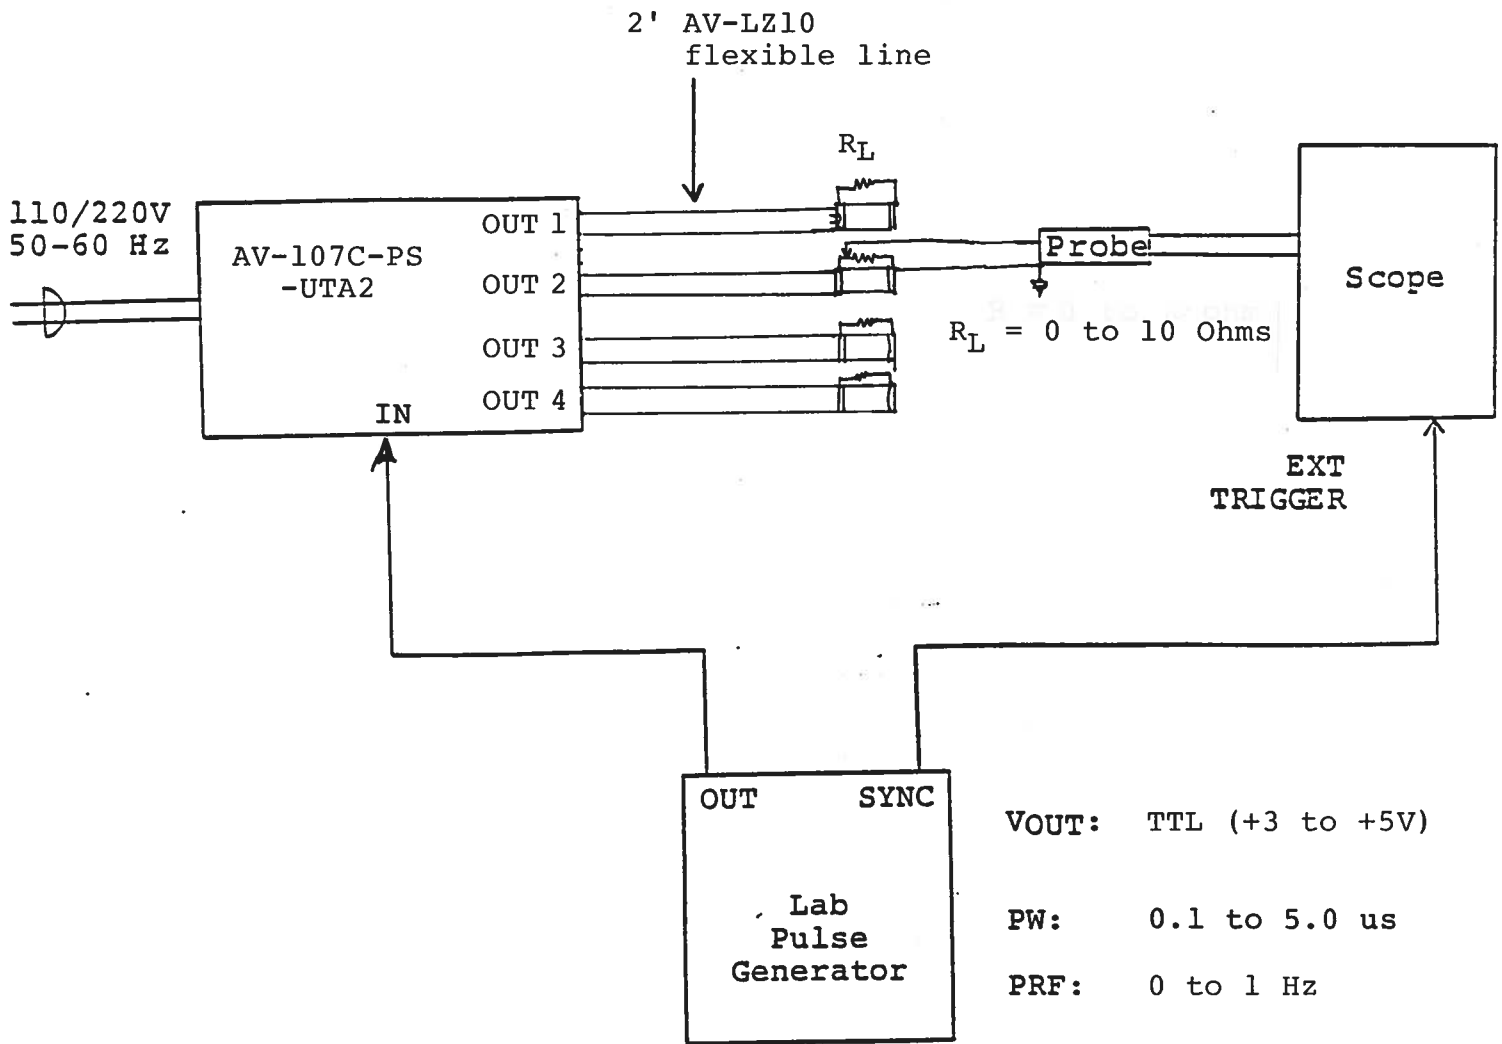 2' AV-LZ10
flexible line
R_L
110/220V
50-60 Hz
AV-107C-PS
-UTA2
OUT 1
OUT 2
OUT 3
OUT 4
IN
Probe
Scope
R_L = 0 to 10 Ohms
EXT
TRIGGER
OUT
SYNC
Lab
Pulse
Generator
VOUT: TTL (+3 to +5V)
PW: 0.1 to 5.0 us
PRF: 0 to 1 Hz